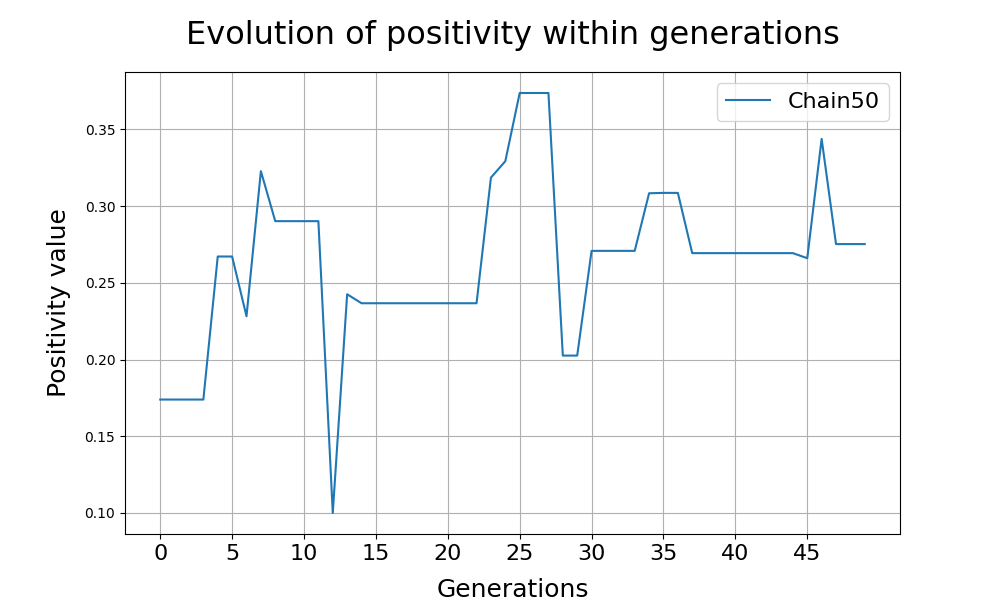 Evolution of positivity within generations
Chain50
Positivity value
0.35
0.30
0.25
0.20
0.15
0.10
0 5 10 15 20 25 30 35 40 45
Generations